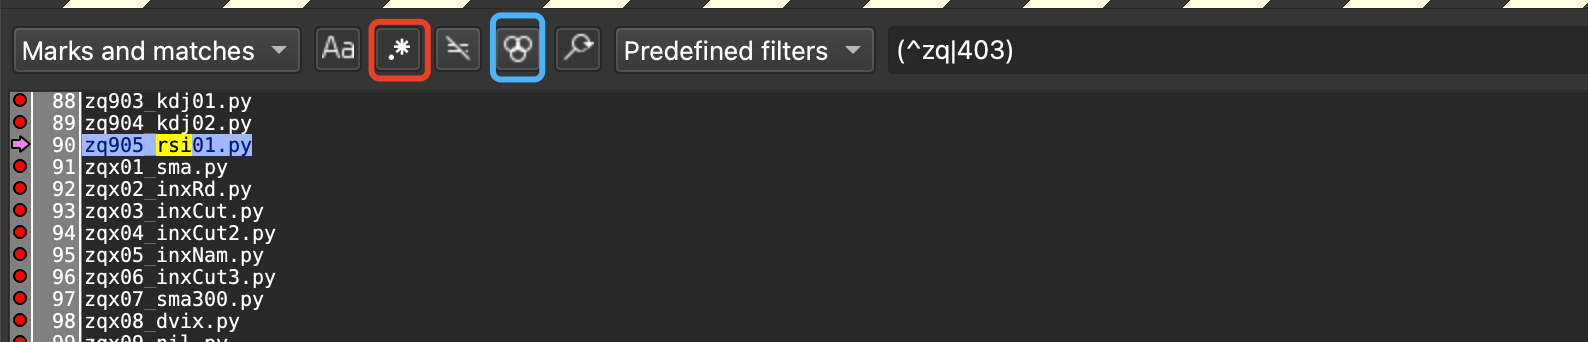 Marks and matches Aa .* Predefined filters (^zq|403)
88 zq903_kdj01.py
89 zq904_kdj02.py
90 zq905_rsi01.py
91 zqx01_sma.py
92 zqx02_inxRd.py
93 zqx03_inxCut.py
94 zqx04_inxCut2.py
95 zqx05_inxNam.py
96 zqx06_inxCut3.py
97 zqx07_sma300.py
98 zqx08_dvix.py